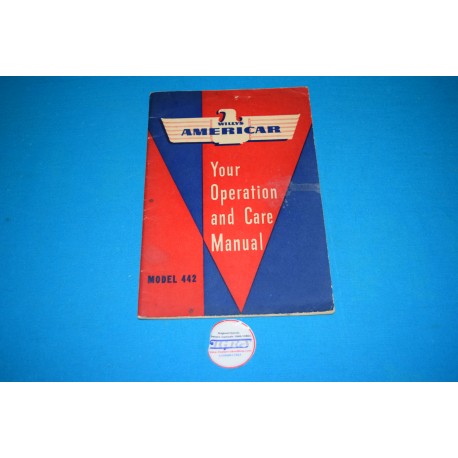 WILLYS
AMERICAR
Your
Operation
and Care
Manual
MODEL 442